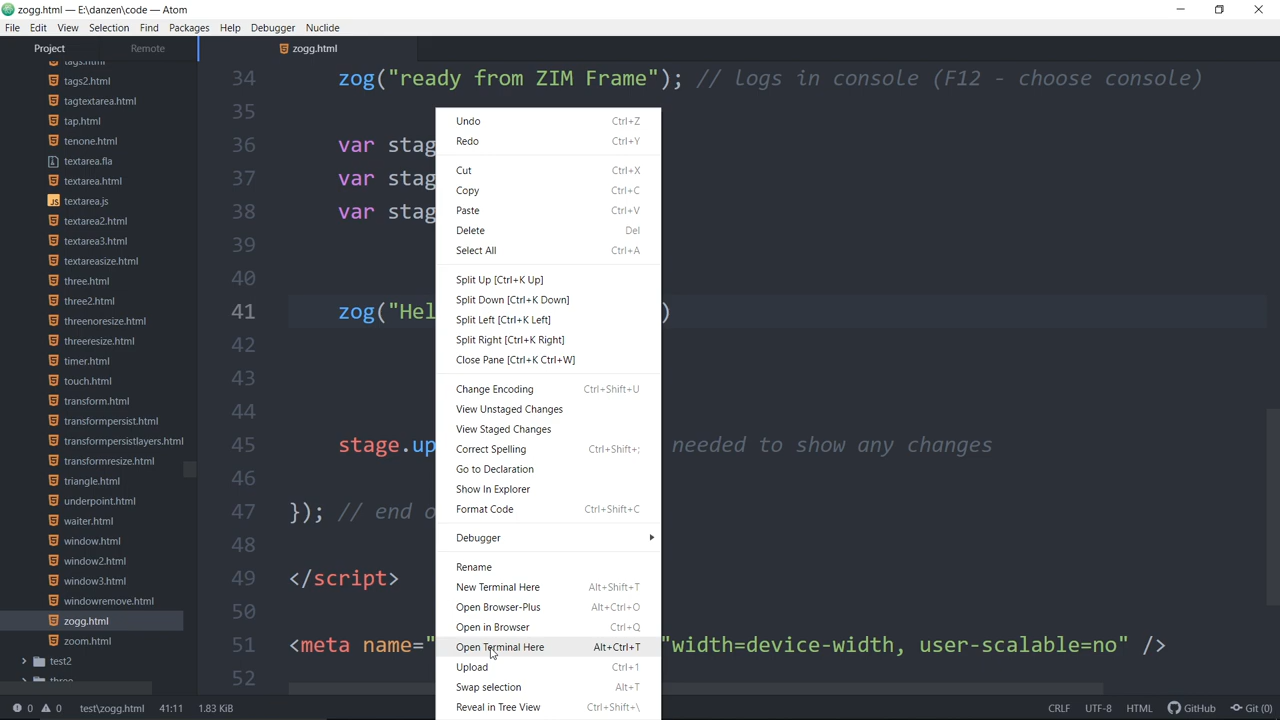 zogg.html — E:\danzen\code — Atom
File Edit View Selection Find Packages Help Debugger Nuclide
Project Remote
zogg.html
tags.html
tags2.html
tagtextarea.html
tap.html
tenone.html
textarea.fla
textarea.html
JS textarea.js
textarea2.html
textarea3.html
textareasize.html
three.html
three2.html
threenoresize.html
threeresize.html
timer.html
touch.html
transform.html
transformpersist.html
transformpersistlayers.html
transformresize.html
triangle.html
underpoint.html
waiter.html
window.html
window2.html
window3.html
windowremove.html
zogg.html
zoom.html
test2
three
34 zog("ready from ZIM Frame"); // logs in console (F12 - choose console)
35
36 var stag
37 var stag
38 var stag
39
40
41 zog("Hel )
42
43
44
45 stage.up needed to show any changes
46
47 }); // end o
48
49 </script>
50
51 <meta name=" "width=device-width, user-scalable=no" />
52
Undo Ctrl+Z
Redo Ctrl+Y
Cut Ctrl+X
Copy Ctrl+C
Paste Ctrl+V
Delete Del
Select All Ctrl+A
Split Up [Ctrl+K Up]
Split Down [Ctrl+K Down]
Split Left [Ctrl+K Left]
Split Right [Ctrl+K Right]
Close Pane [Ctrl+K Ctrl+W]
Change Encoding Ctrl+Shift+U
View Unstaged Changes
View Staged Changes
Correct Spelling Ctrl+Shift+;
Go to Declaration
Show In Explorer
Format Code Ctrl+Shift+C
Debugger
Rename
New Terminal Here Alt+Shift+T
Open Browser-Plus Alt+Ctrl+O
Open in Browser Ctrl+Q
Open Terminal Here Alt+Ctrl+T
Upload Ctrl+1
Swap selection Alt+T
Reveal in Tree View Ctrl+Shift+\
0 0 test\zogg.html 41:11 1.83 KiB CRLF UTF-8 HTML GitHub Git (0)